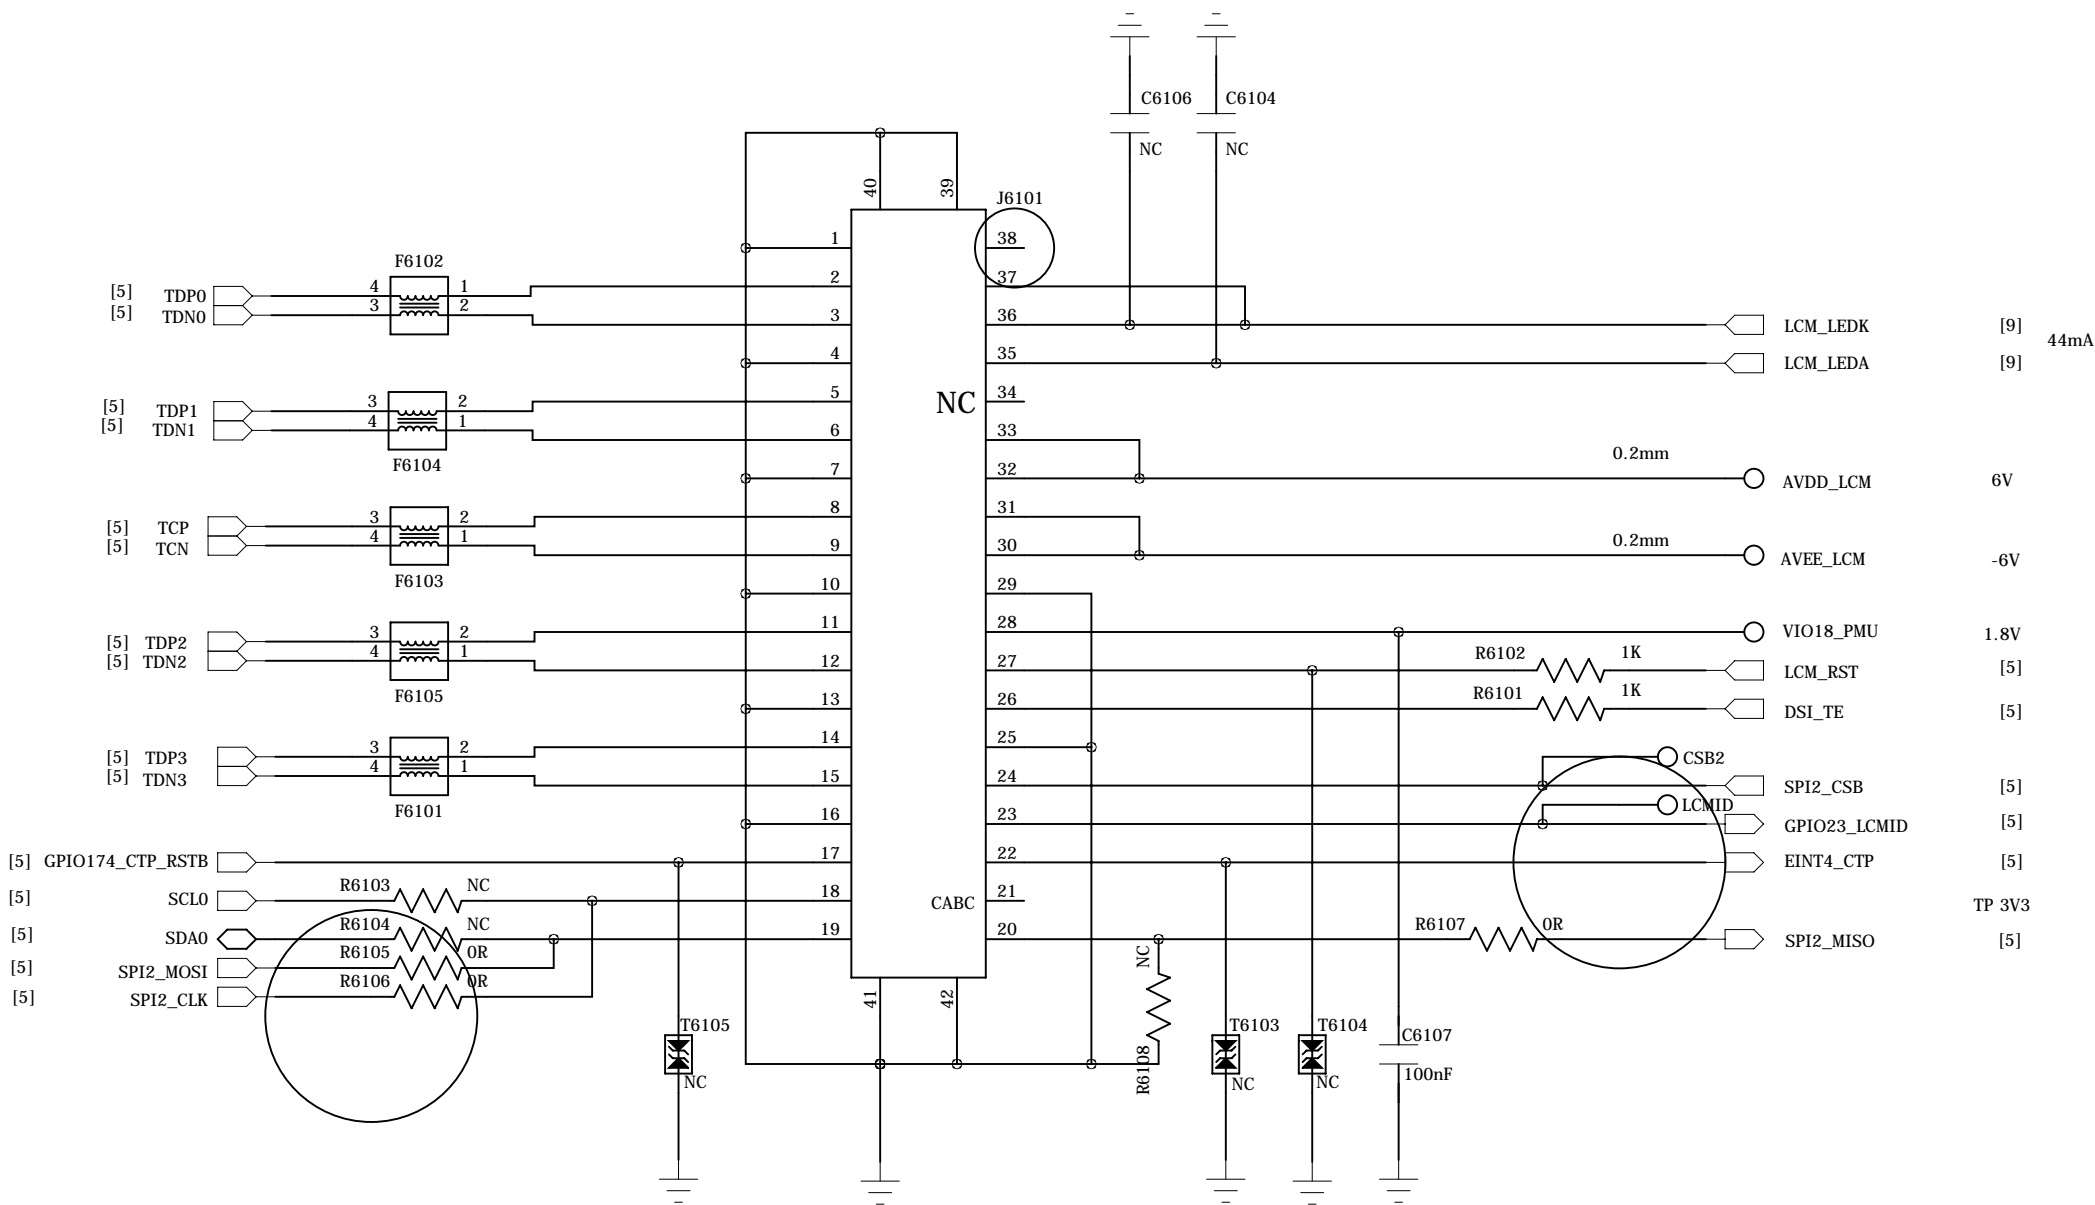 C6106 C6104
NC NC
40 39
J6101
1 38
F6102
2 37
[5] TDP0 4 1
[5] TDN0 3 2
3 36 LCM_LEDK [9]
44mA
4 35 LCM_LEDA [9]
[5] TDP1 3 2
[5] TDN1 4 1
F6104
5 NC 34
6 33
0.2mm
7 32 AVDD_LCM 6V
[5] TCP 3 2
[5] TCN 4 1
F6103
8 31
0.2mm
9 30 AVEE_LCM -6V
10 29
[5] TDP2 3 2
[5] TDN2 4 1
F6105
11 28 VIO18_PMU 1.8V
12 27 R6102 1K LCM_RST [5]
13 26 R6101 1K DSI_TE [5]
[5] TDP3 3 2
[5] TDN3 4 1
F6101
14 25
CSB2
15 24 SPI2_CSB [5]
LCMID
16 23 GPIO23_LCMID [5]
[5] GPIO174_CTP_RSTB 17 22 EINT4_CTP [5]
[5] SCL0 R6103 NC 18 CABC 21
TP 3V3
[5] SDA0 R6104 NC 19 20 R6107 0R SPI2_MISO [5]
[5] SPI2_MOSI R6105 0R
[5] SPI2_CLK R6106 0R
41 42
NC
R6108
T6105 T6103 T6104 C6107
NC NC NC 100nF